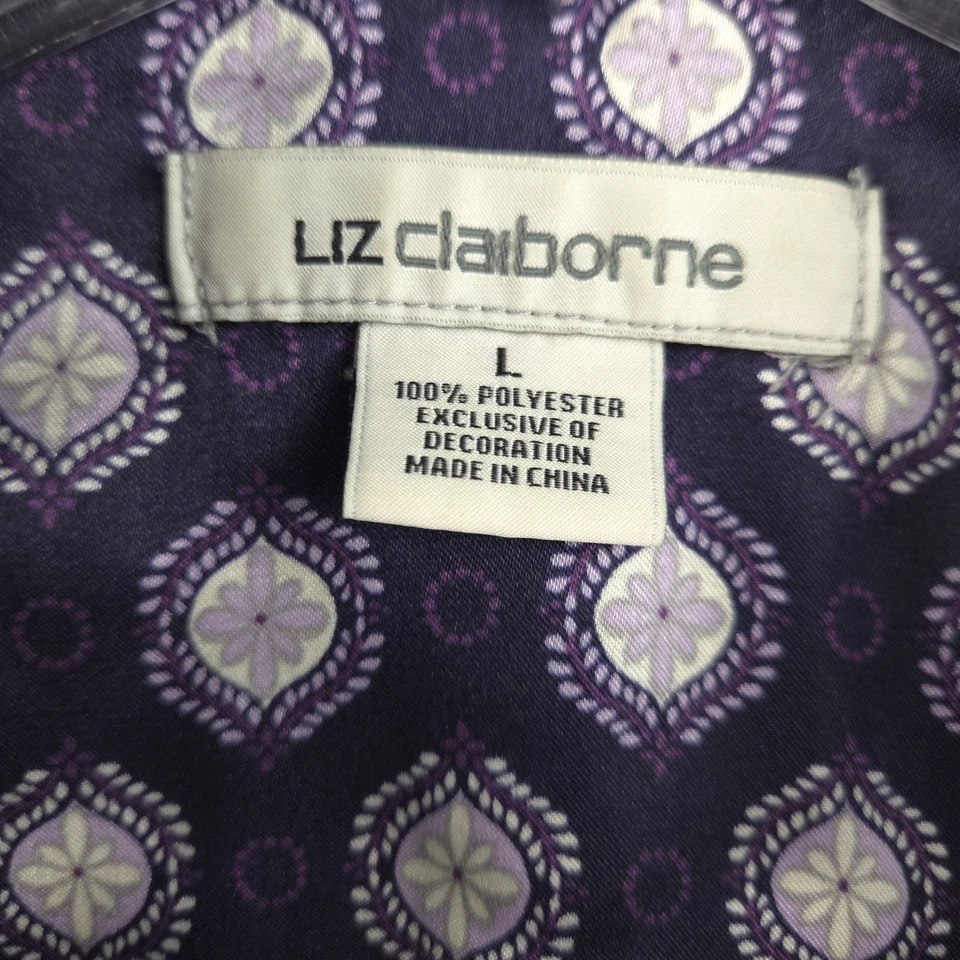 LIZ claiborne
L
100% POLYESTER
EXCLUSIVE OF
DECORATION
MADE IN CHINA